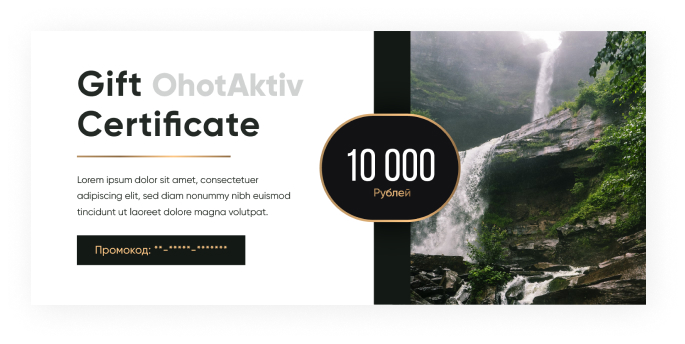 Gift OhotAktiv
Certificate
Lorem ipsum dolor sit amet, consectetuer
adipiscing elit, sed diam nonummy nibh euismod
tincidunt ut laoreet dolore magna volutpat.
Промокод: **-*****-*******
10 000
Рублей